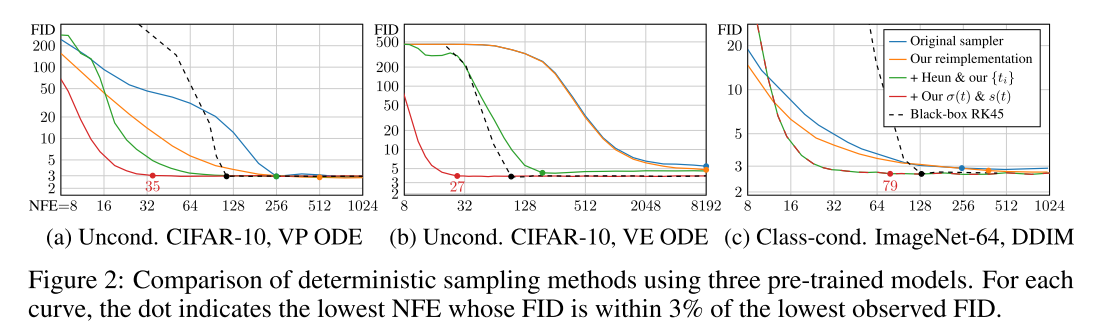 FID
200
100
50
20
10
5
3
2
35
NFE=8 16 32 64 128 256 512 1024
(a) Uncond. CIFAR-10, VP ODE
FID
500
200
100
50
20
10
5
3
2
27
8 32 128 512 2048 8192
(b) Uncond. CIFAR-10, VE ODE
FID
20
10
5
3
2
79
8 16 32 64 128 256 512 1024
Original sampler
Our reimplementation
+ Heun & our {tᵢ}
+ Our σ(t) & s(t)
Black-box RK45
(c) Class-cond. ImageNet-64, DDIM
Figure 2: Comparison of deterministic sampling methods using three pre-trained models. For each
curve, the dot indicates the lowest NFE whose FID is within 3% of the lowest observed FID.